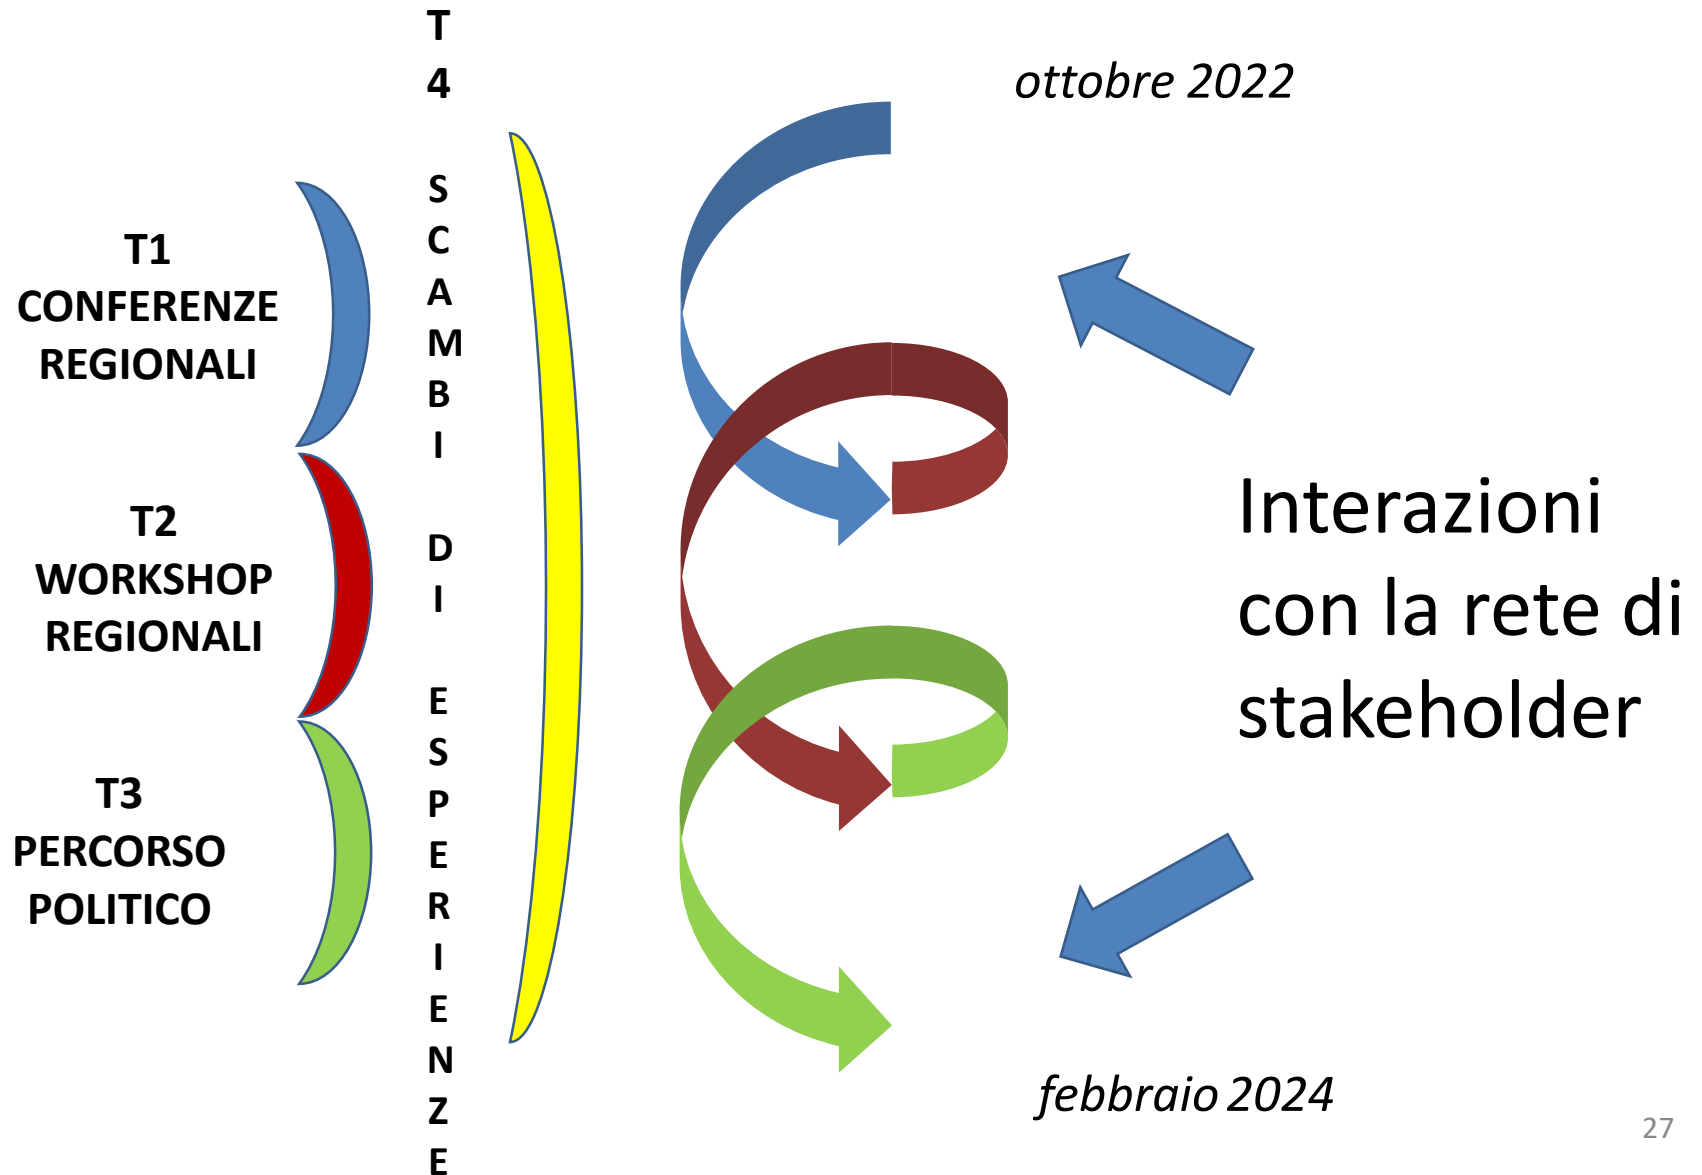 T
4
S
C
A
M
B
I
D
I
E
S
P
E
R
I
E
N
Z
E
ottobre 2022
T1
CONFERENZE
REGIONALI
T2
WORKSHOP
REGIONALI
T3
PERCORSO
POLITICO
Interazioni
con la rete di
stakeholder
febbraio 2024
27